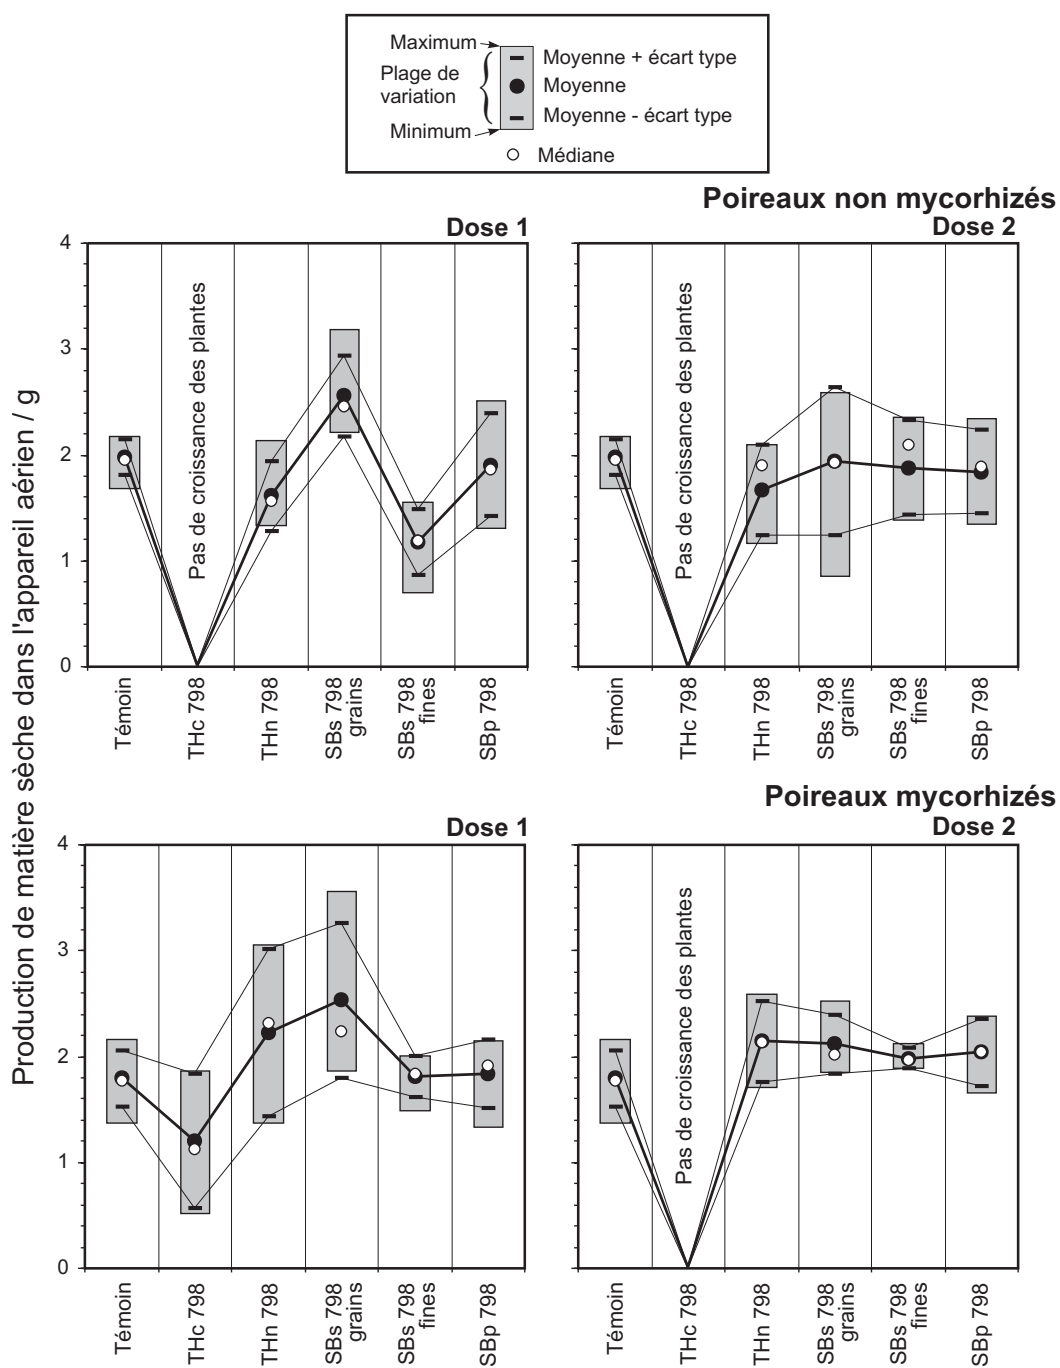 Maximum
Plage de
variation
Minimum
Moyenne + écart type
Moyenne
Moyenne - écart type
Médiane
Production de matière sèche dans l'appareil aérien / g
Poireaux non mycorhizés
Dose 1
4
3
2
1
0
Pas de croissance des plantes
Témoin
THc 798
THn 798
SBs 798
grains
SBs 798
fines
SBp 798
Dose 2
Pas de croissance des plantes
Témoin
THc 798
THn 798
SBs 798
grains
SBs 798
fines
SBp 798
Poireaux mycorhizés
Dose 1
4
3
2
1
0
Témoin
THc 798
THn 798
SBs 798
grains
SBs 798
fines
SBp 798
Dose 2
Pas de croissance des plantes
Témoin
THc 798
THn 798
SBs 798
grains
SBs 798
fines
SBp 798